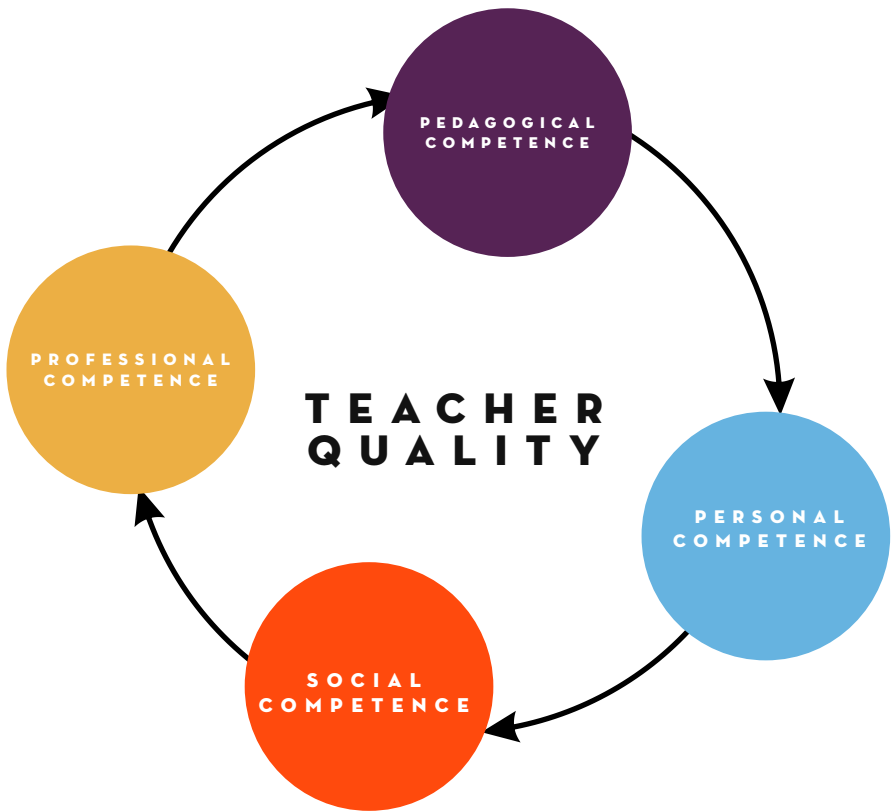 PEDAGOGICAL
COMPETENCE
PROFESSIONAL
COMPETENCE
TEACHER
QUALITY
PERSONAL
COMPETENCE
SOCIAL
COMPETENCE